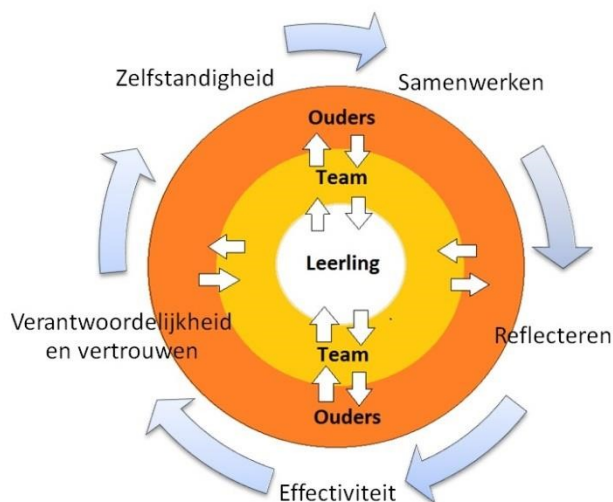 Zelfstandigheid
Samenwerken
Ouders
Team
Leerling
Verantwoordelijkheid
en vertrouwen
Reflecteren
Team
Ouders
Effectiviteit